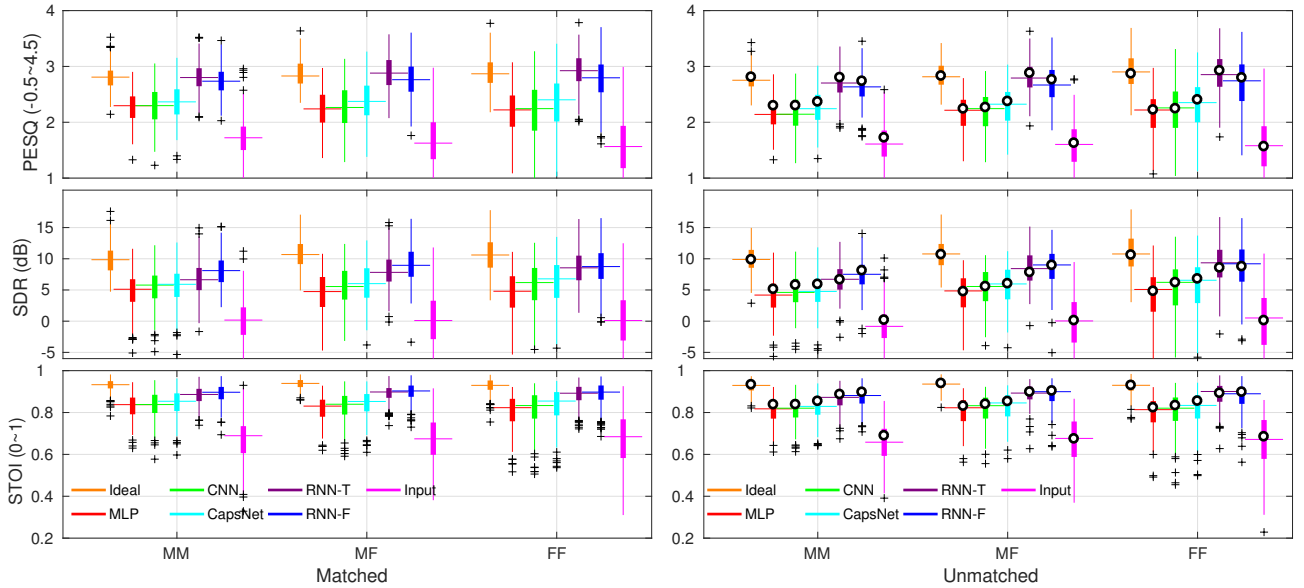 4
3
2
1
PESQ (-0.5~4.5)
15
10
5
0
-5
SDR (dB)
1
0.8
0.6
0.4
0.2
STOI (0~1)
Ideal CNN RNN-T Input
MLP CapsNet RNN-F
MM MF FF
Matched
4
3
2
1
15
10
5
0
-5
1
0.8
0.6
0.4
0.2
Ideal CNN RNN-T Input
MLP CapsNet RNN-F
MM MF FF
Unmatched